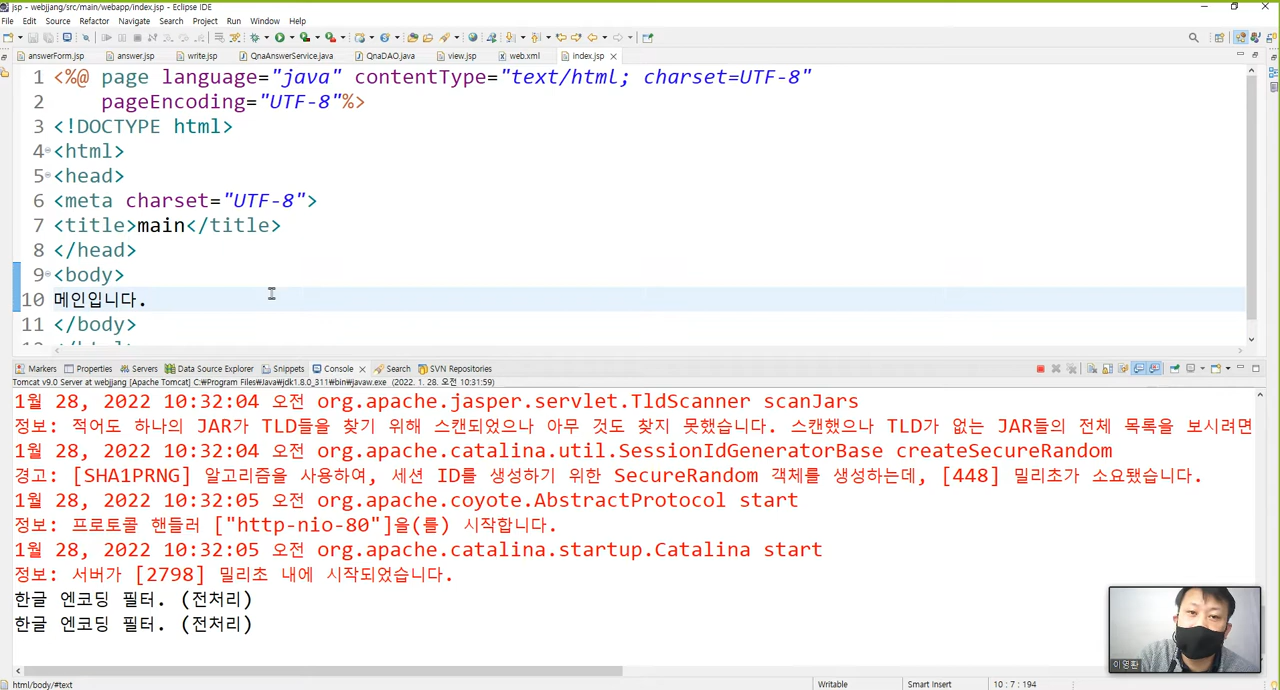 jsp - webjjang/src/main/webapp/index.jsp - Eclipse IDE
File Edit Source Refactor Navigate Search Project Run Window Help
answerForm.jsp answer.jsp write.jsp QnaAnswerService.java QnaDAO.java view.jsp web.xml index.jsp
1 <%@ page language="java" contentType="text/html; charset=UTF-8"
2 pageEncoding="UTF-8"%>
3 <!DOCTYPE html>
4 <html>
5 <head>
6 <meta charset="UTF-8">
7 <title>main</title>
8 </head>
9 <body>
10 메인입니다.
11 </body>
Markers Properties Servers Data Source Explorer Snippets Console Search SVN Repositories
Tomcat v9.0 Server at webjjang [Apache Tomcat] C:₩Program Files₩Java₩jdk1.8.0_311₩bin₩javaw.exe (2022. 1. 28. 오전 10:31:59)
1월 28, 2022 10:32:04 오전 org.apache.jasper.servlet.TldScanner scanJars
정보: 적어도 하나의 JAR가 TLD들을 찾기 위해 스캔되었으나 아무 것도 찾지 못했습니다. 스캔했으나 TLD가 없는 JAR들의 전체 목록을 보시려면
1월 28, 2022 10:32:04 오전 org.apache.catalina.util.SessionIdGeneratorBase createSecureRandom
경고: [SHA1PRNG] 알고리즘을 사용하여, 세션 ID를 생성하기 위한 SecureRandom 객체를 생성하는데, [448] 밀리초가 소요됐습니다.
1월 28, 2022 10:32:05 오전 org.apache.coyote.AbstractProtocol start
정보: 프로토콜 핸들러 ["http-nio-80"]을(를) 시작합니다.
1월 28, 2022 10:32:05 오전 org.apache.catalina.startup.Catalina start
정보: 서버가 [2798] 밀리초 내에 시작되었습니다.
한글 엔코딩 필터. (전처리)
한글 엔코딩 필터. (전처리)
이영환
html/body/#text Writable Smart Insert 10 : 7 : 194